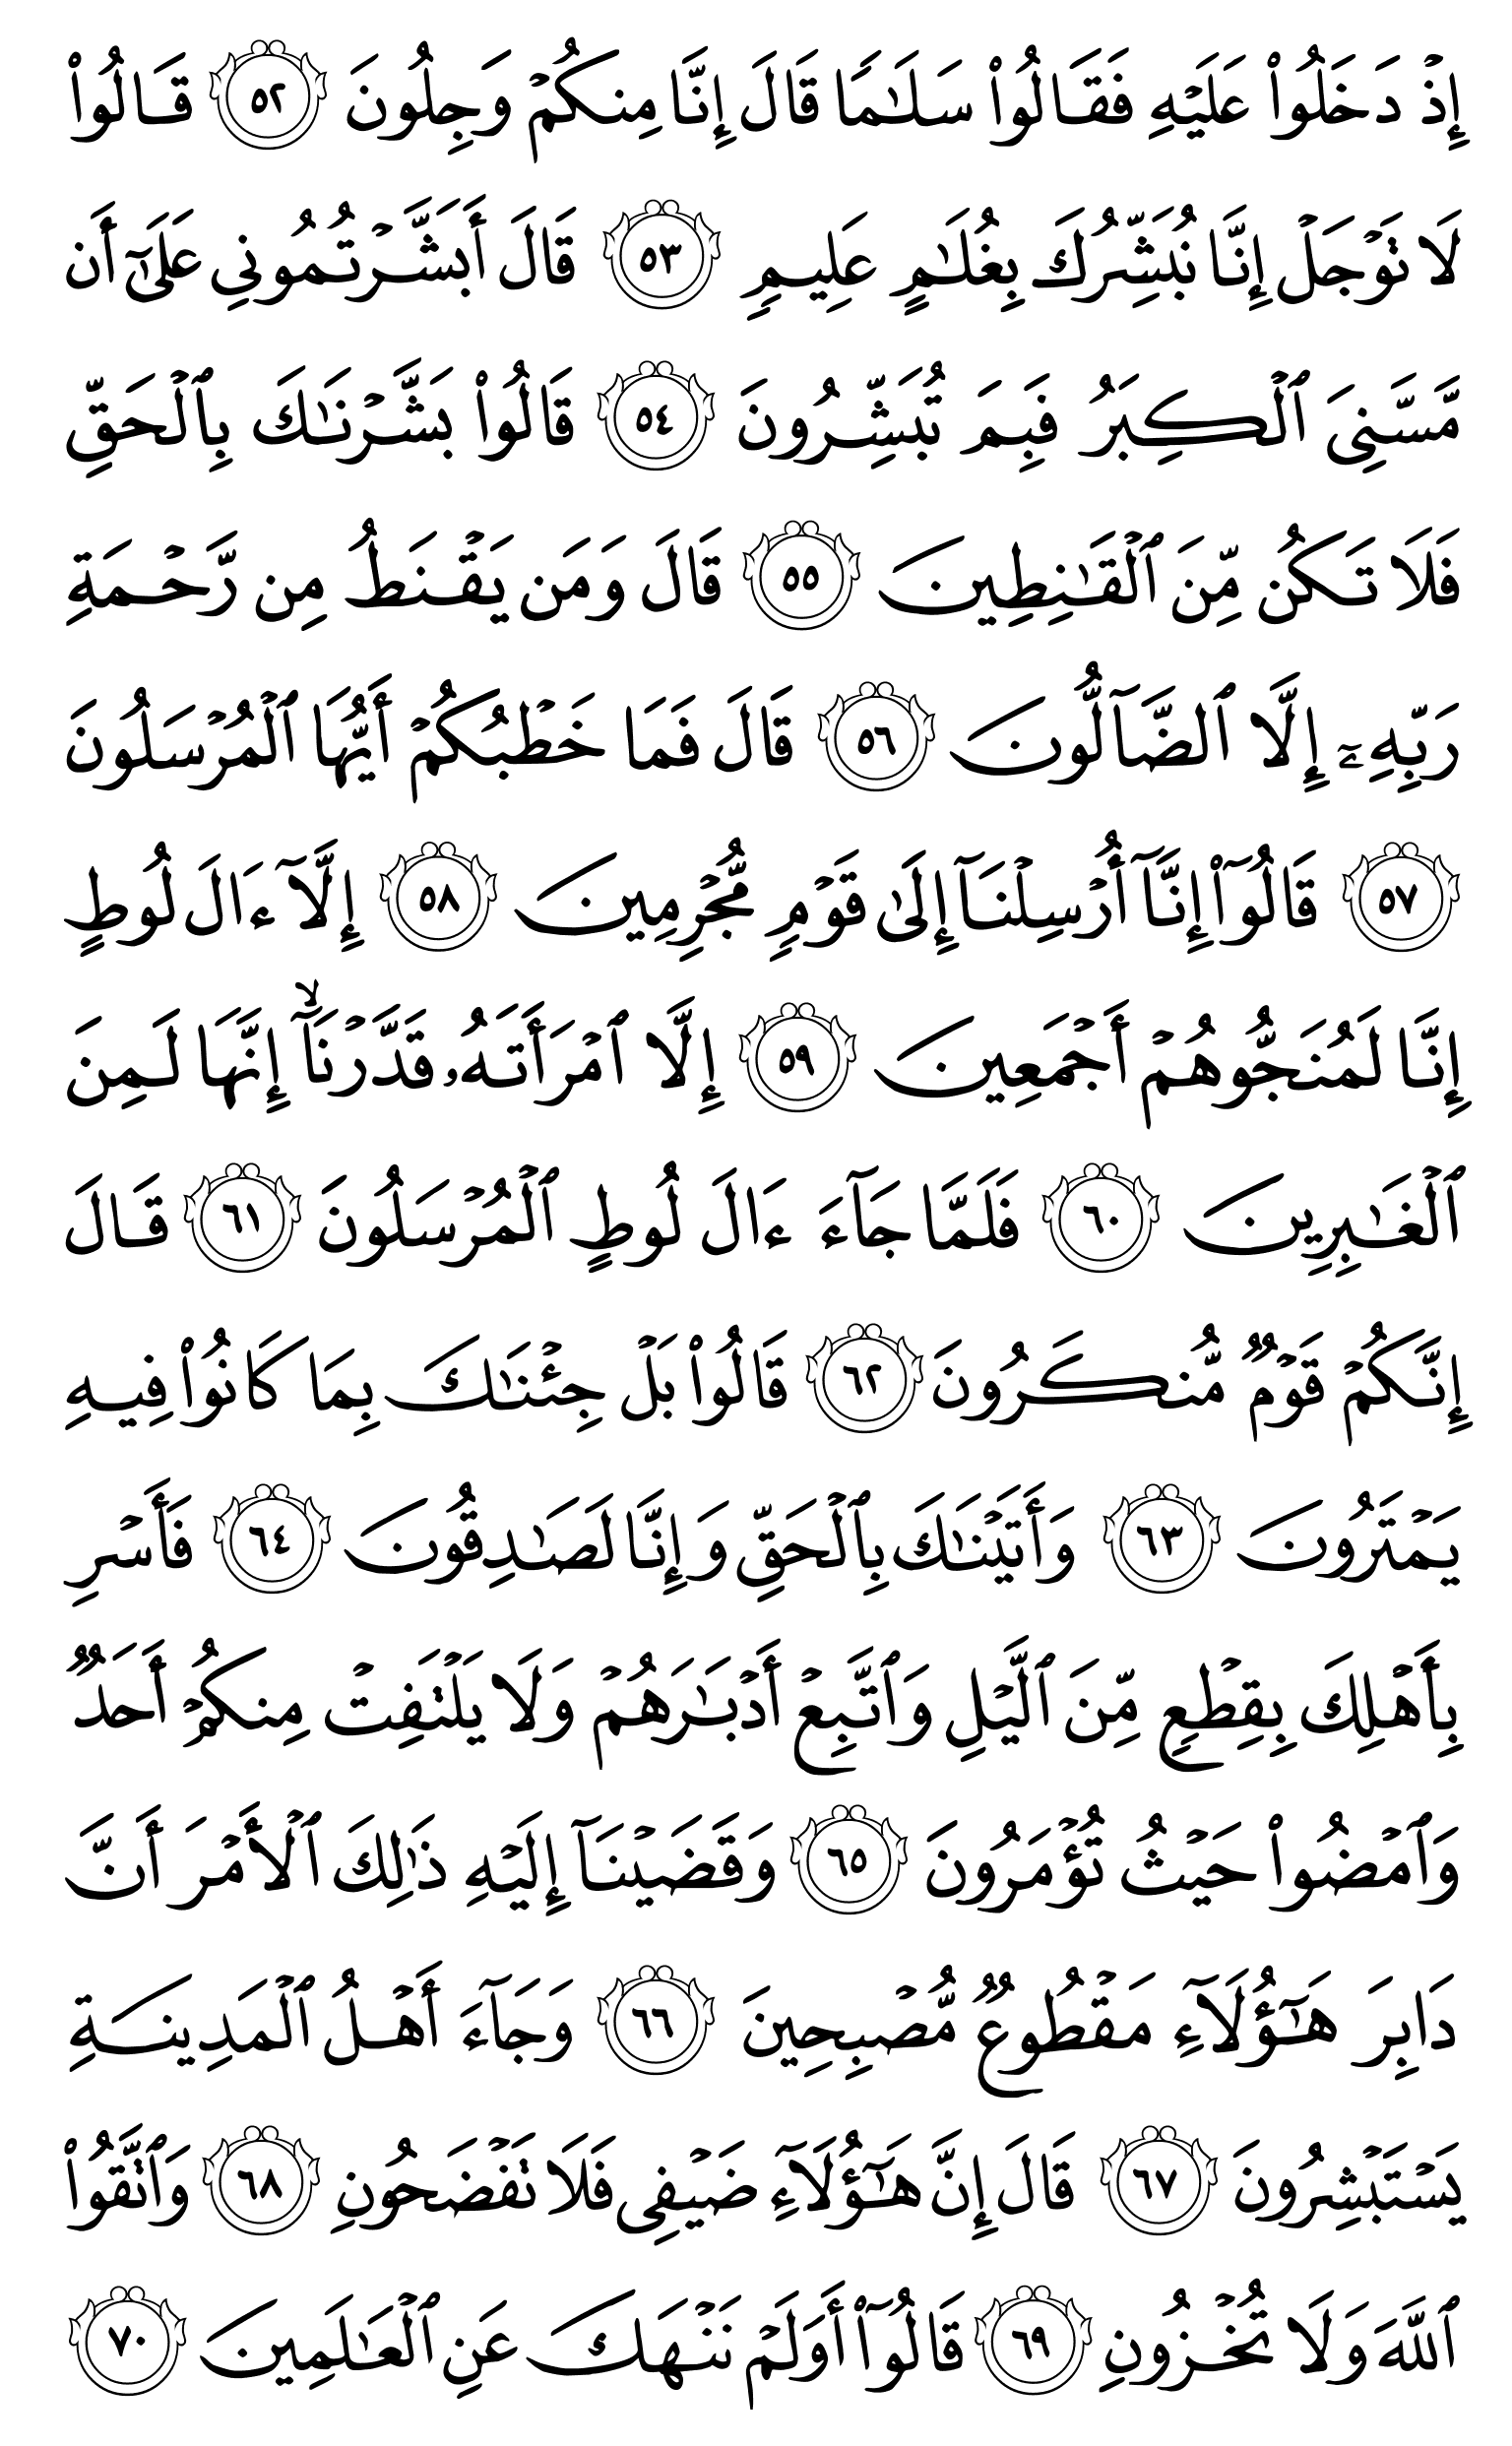 إِذۡ دَخَلُواْ عَلَيۡهِ فَقَالُواْ سَلَٰمٗا قَالَ إِنَّا مِنكُمۡ وَجِلُونَ ٥٢ قَالُواْ
لَا تَوۡجَلۡ إِنَّا نُبَشِّرُكَ بِغُلَٰمٍ عَلِيمٖ ٥٣ قَالَ أَبَشَّرۡتُمُونِي عَلَىٰٓ أَن
مَّسَّنِيَ ٱلۡكِبَرُ فَبِمَ تُبَشِّرُونَ ٥٤ قَالُواْ بَشَّرۡنَٰكَ بِٱلۡحَقِّ
فَلَا تَكُن مِّنَ ٱلۡقَٰنِطِينَ ٥٥ قَالَ وَمَن يَقۡنَطُ مِن رَّحۡمَةِ
رَبِّهِۦٓ إِلَّا ٱلضَّآلُّونَ ٥٦ قَالَ فَمَا خَطۡبُكُمۡ أَيُّهَا ٱلۡمُرۡسَلُونَ
٥٧ قَالُوٓاْ إِنَّآ أُرۡسِلۡنَآ إِلَىٰ قَوۡمٖ مُّجۡرِمِينَ ٥٨ إِلَّآ ءَالَ لُوطٍ
إِنَّا لَمُنَجُّوهُمۡ أَجۡمَعِينَ ٥٩ إِلَّا ٱمۡرَأَتَهُۥ قَدَّرۡنَآۙ إِنَّهَا لَمِنَ
ٱلۡغَٰبِرِينَ ٦٠ فَلَمَّا جَآءَ ءَالَ لُوطٍ ٱلۡمُرۡسَلُونَ ٦١ قَالَ
إِنَّكُمۡ قَوۡمٞ مُّنكَرُونَ ٦٢ قَالُواْ بَلۡ جِئۡنَٰكَ بِمَا كَانُواْ فِيهِ
يَمۡتَرُونَ ٦٣ وَأَتَيۡنَٰكَ بِٱلۡحَقِّ وَإِنَّا لَصَٰدِقُونَ ٦٤ فَأَسۡرِ
بِأَهۡلِكَ بِقِطۡعٖ مِّنَ ٱلَّيۡلِ وَٱتَّبِعۡ أَدۡبَٰرَهُمۡ وَلَا يَلۡتَفِتۡ مِنكُمۡ أَحَدٞ
وَٱمۡضُواْ حَيۡثُ تُؤۡمَرُونَ ٦٥ وَقَضَيۡنَآ إِلَيۡهِ ذَٰلِكَ ٱلۡأَمۡرَ أَنَّ
دَابِرَ هَٰٓؤُلَآءِ مَقۡطُوعٞ مُّصۡبِحِينَ ٦٦ وَجَآءَ أَهۡلُ ٱلۡمَدِينَةِ
يَسۡتَبۡشِرُونَ ٦٧ قَالَ إِنَّ هَٰٓؤُلَآءِ ضَيۡفِي فَلَا تَفۡضَحُونِ ٦٨ وَٱتَّقُواْ
ٱللَّهَ وَلَا تُخۡزُونِ ٦٩ قَالُوٓاْ أَوَلَمۡ نَنۡهَكَ عَنِ ٱلۡعَٰلَمِينَ ٧٠